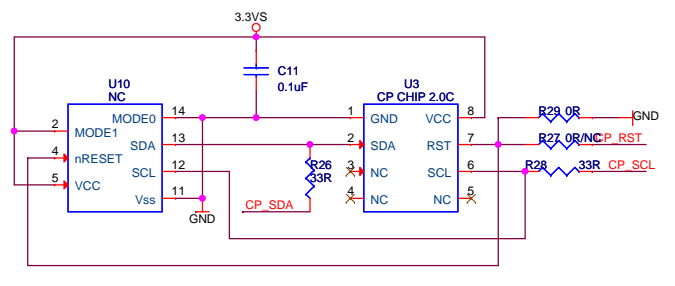 3.3VS
C11
0.1uF
U10
NC
U3
CP CHIP 2.0C
2
MODE1
4
nRESET
5
VCC
MODE0
14
SDA
13
SCL
12
Vss
11
GND
1
GND
2
SDA
3
NC
4
NC
VCC
8
RST
7
SCL
6
NC
5
R26
33R
CP_SDA
R29 0R
GND
R27 0R/NC
CP_RST
R28 33R
CP_SCL